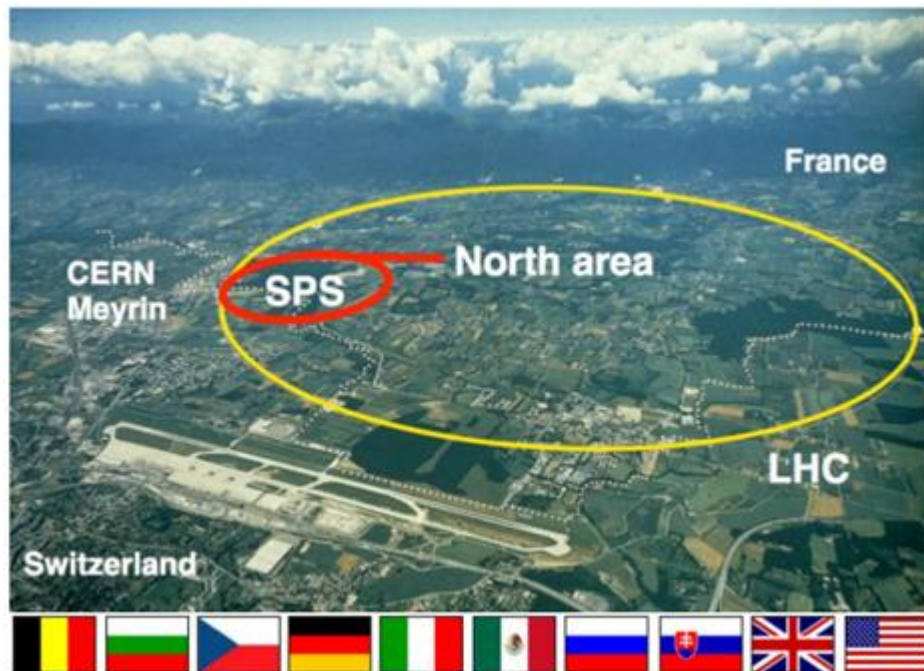 France
North area
CERN
Meyrin
SPS
LHC
Switzerland